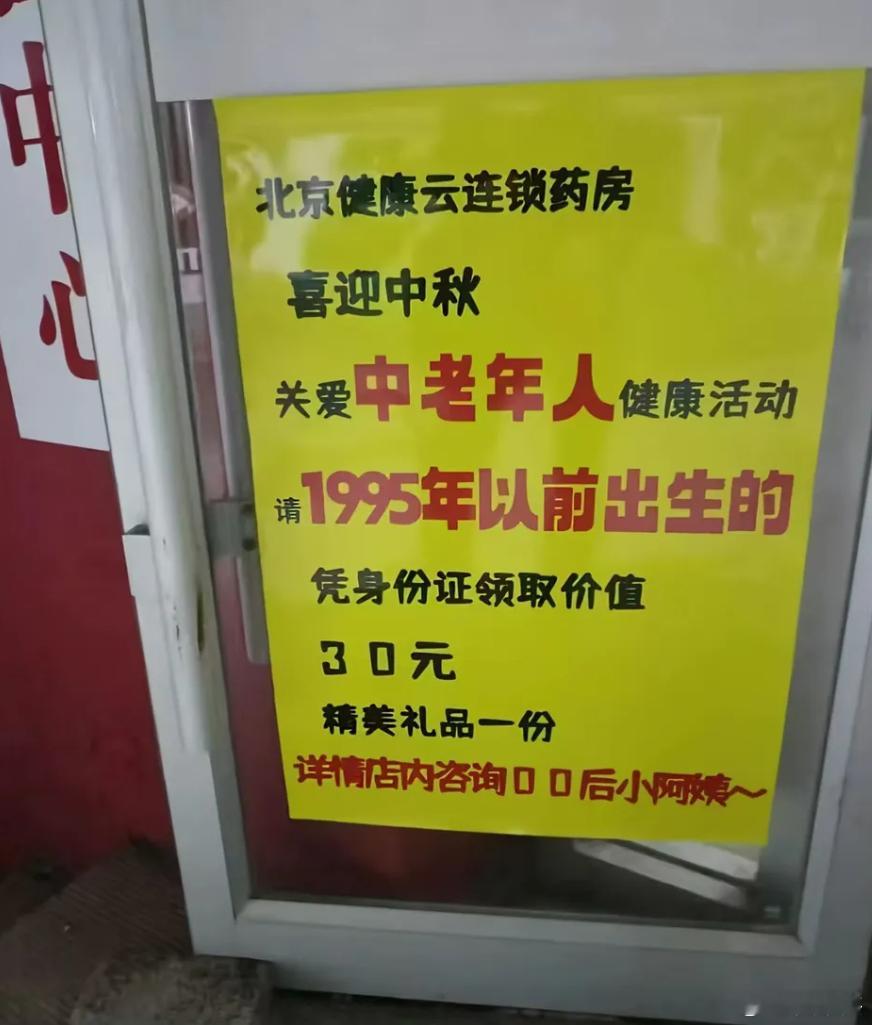 中心
北京健康云连锁药房
喜迎中秋
关爱中老年人健康活动
请1995年以前出生的
凭身份证领取价值
30元
精美礼品一份
详情店内咨询00后小阿姨~